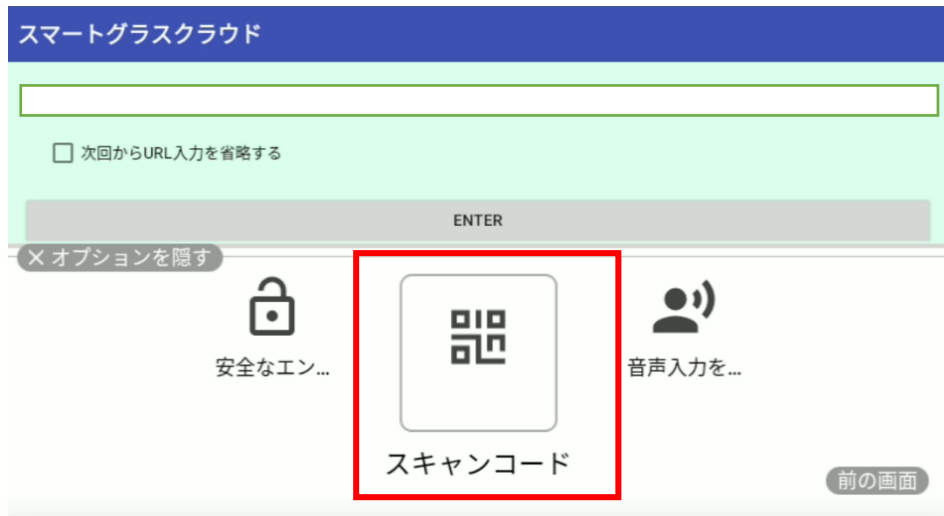 スマートグラスクラウド
次回からURL入力を省略する
ENTER
× オプションを隠す
安全なエン...
スキャンコード
音声入力を...
前の画面